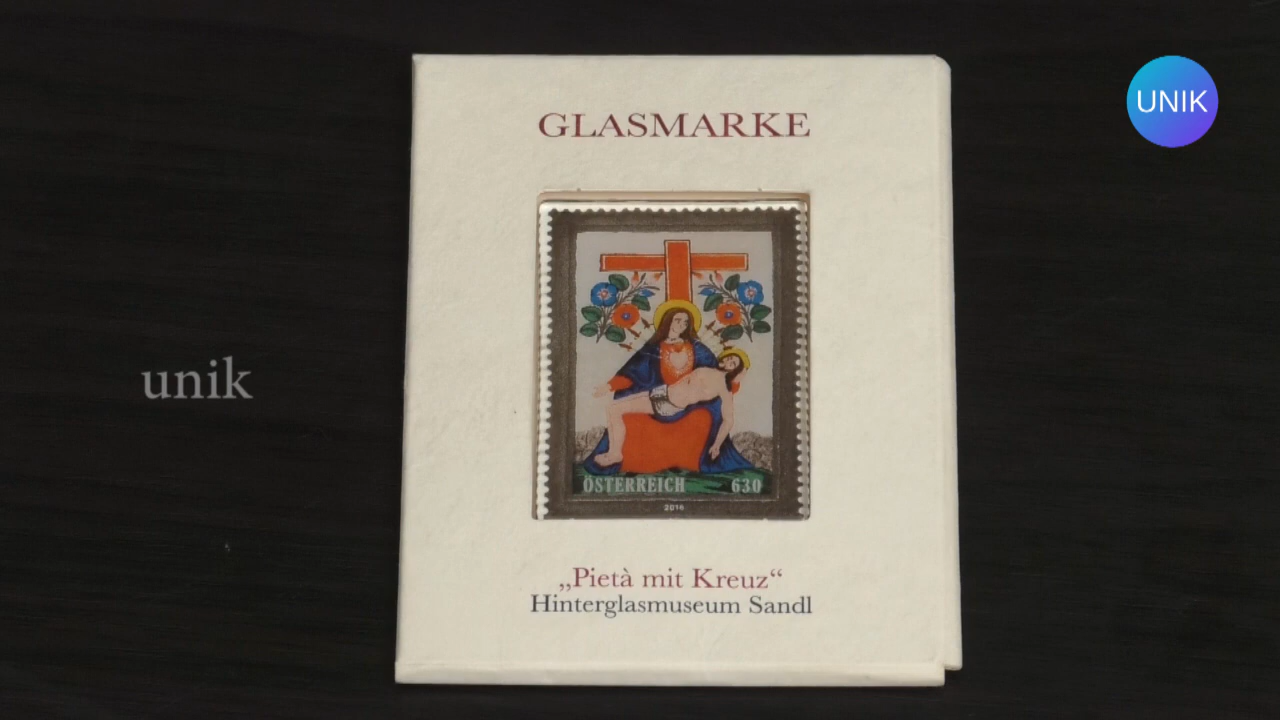 UNIK
GLASMARKE
unik
ÖSTERREICH 630
2016
„Pietà mit Kreuz“
Hinterglasmuseum Sandl